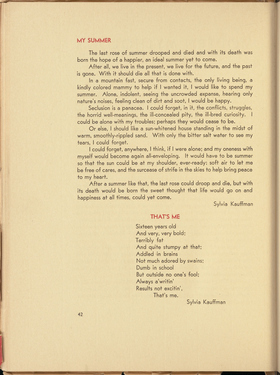 MY SUMMER
The last rose of summer drooped and died and with its death was
born the hope of a happier, an ideal summer yet to come.
After all, we live in the present, we live for the future, and the past
is gone. With it should die all that is done with.
In a mountain fast, secure from contacts, the only living being, a
kindly colored mammy to help if I wanted it, I would like to spend my
summer. Alone, indolent, seeing the uncrowded expanse, hearing only
nature's noises, feeling clean of dirt and soot, I would be happy.
Seclusion is a panacea. I could forget, in it, the conflicts, struggles,
the horrid well-meanings, the ill-concealed pity, the ill-bred curiosity. I
could be alone with my troubles; perhaps they would cease to be.
Or else, I should like a sun-whitened house standing in the midst of
warm, smoothly-rippled sand. With only the bitter salt water to see my
tears, I could forget.
I could forget, anywhere, I think, if I were alone; and my oneness with
myself would become again all-enveloping. It would have to be summer
so that the sun could be at my shoulder, ever-ready; soft air to let me
be free of cares, and the surcease of strife in the skies to help bring peace
to my heart.
After a summer like that, the last rose could droop and die, but with
its death would be born the sweet thought that life would go on and
happiness at all times, could yet come.
Sylvia Kauffman
THAT'S ME
Sixteen years old
And very, very bold;
Terribly fat
And quite stumpy at that;
Addled in brains
Not much adored by swains;
Dumb in school
But outside no one's fool;
Always a'writin'
Results not excitin'.
That's me.
Sylvia Kauffman
42